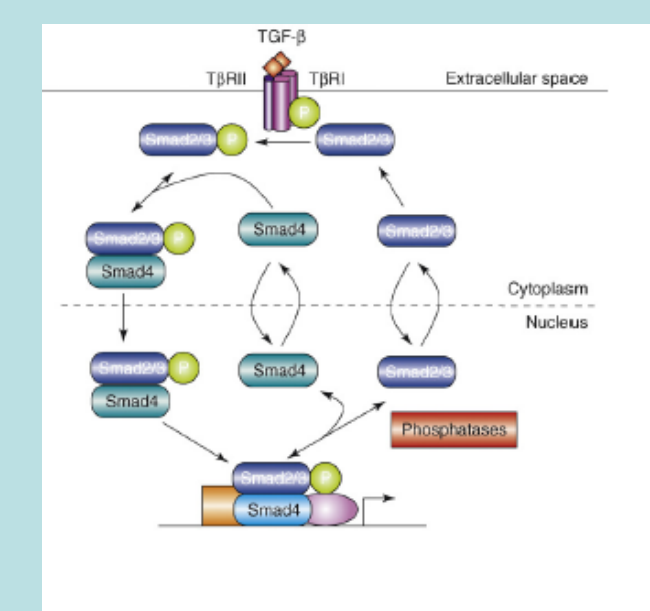 TGF-β
TβRII TβRI Extracellular space
P
Smad2/3 P Smad2/3
Smad2/3 P Smad4 Smad2/3
Smad4
Cytoplasm
Nucleus
Smad2/3 P Smad4 Smad2/3
Smad4
Phosphatases
Smad2/3 P
Smad4